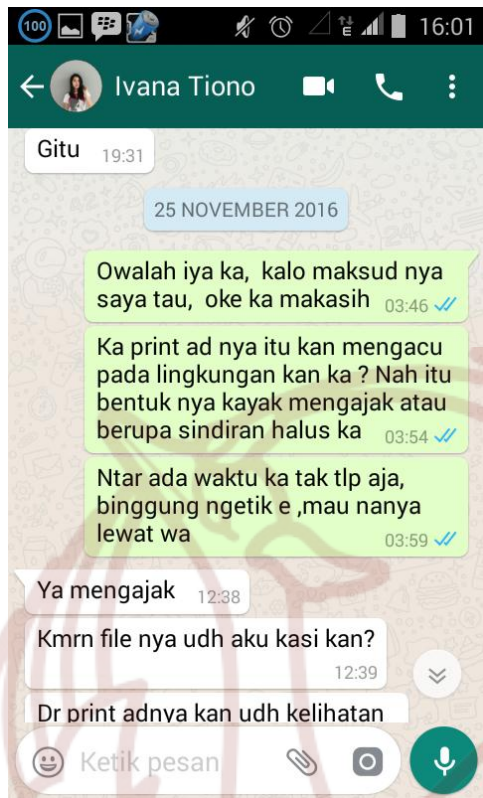 100 16:01
Ivana Tiono
Gitu 19:31
25 NOVEMBER 2016
Owalah iya ka, kalo maksud nya
saya tau, oke ka makasih 03:46
Ka print ad nya itu kan mengacu
pada lingkungan kan ka ? Nah itu
bentuk nya kayak mengajak atau
berupa sindiran halus ka 03:54
Ntar ada waktu ka tak tlp aja,
binggung ngetik e ,mau nanya
lewat wa 03:59
Ya mengajak 12:38
Kmrn file nya udh aku kasi kan?
12:39
Dr print adnya kan udh kelihatan
Ketik pesan